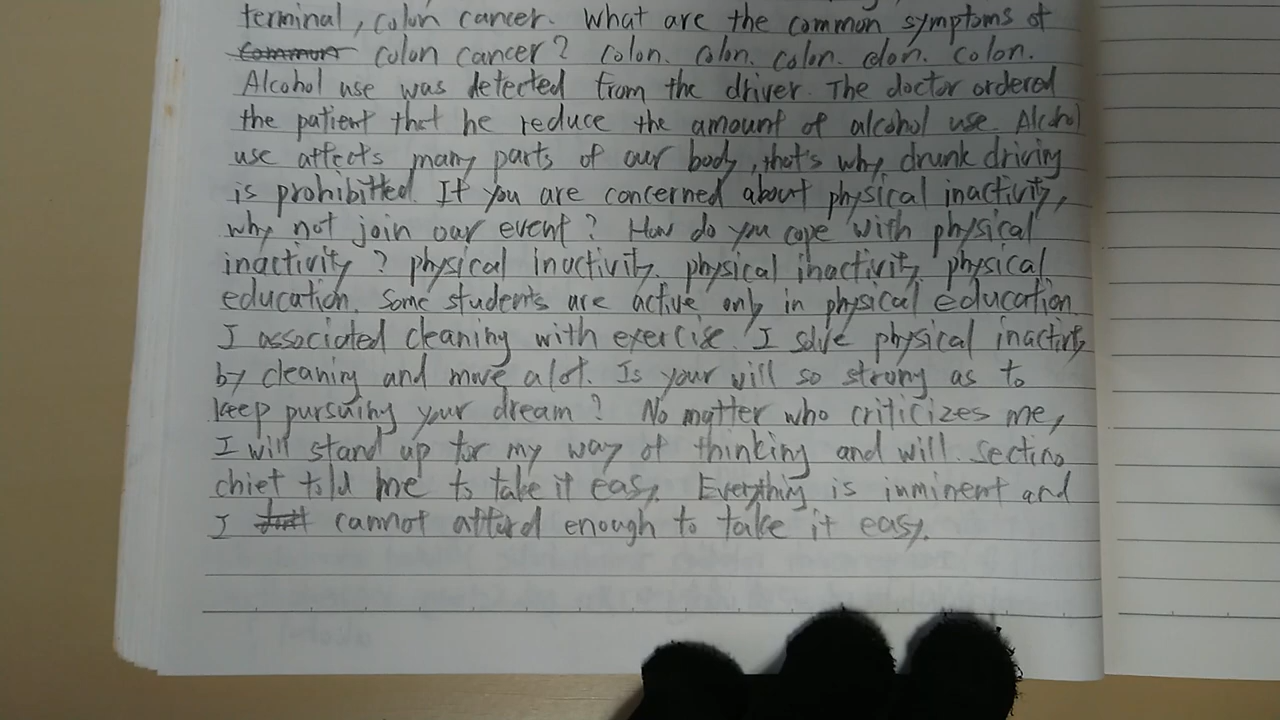 terminal, colon cancer. What are the common symptoms of
common colon cancer? colon. colon. colon. colon. colon.
Alcohol use was detected from the driver. The doctor ordered
the patient that he reduce the amount of alcohol use. Alcohol
use affects many parts of our body, that's why drunk driving
is prohibitted. If you are concerned about physical inactivity,
why not join our event? How do you cope with physical
inactivity? physical inactivity. physical inactivity physical
education. Some students are active only in physical education.
I associated cleaning with exercise. I solve physical inactivity
by cleaning and move alot. Is your will so strong as to
keep pursuing your dream? No matter who criticizes me,
I will stand up for my way of thinking and will. Sectino
chief told me to take it easy. Everything is imminent and
I cannot afford enough to take it easy.